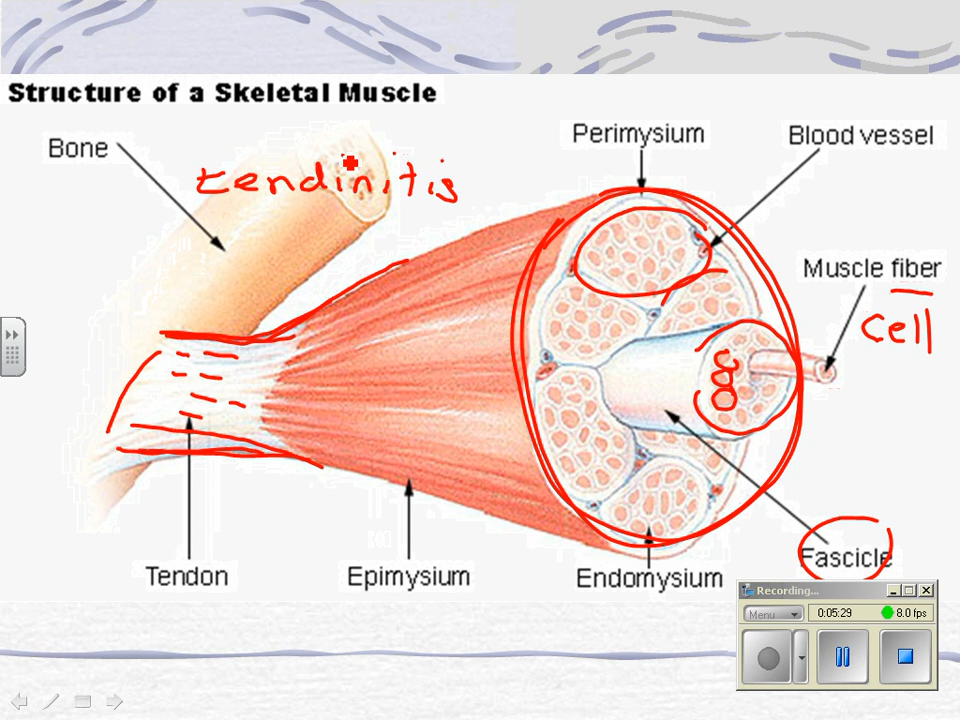 Structure of a Skeletal Muscle
Bone
tendinitis
Perimysium
Blood vessel
Muscle fiber
cell
Fascicle
Tendon
Epimysium
Endomysium
Recording...
Menu
0:05:29
8.0 fps